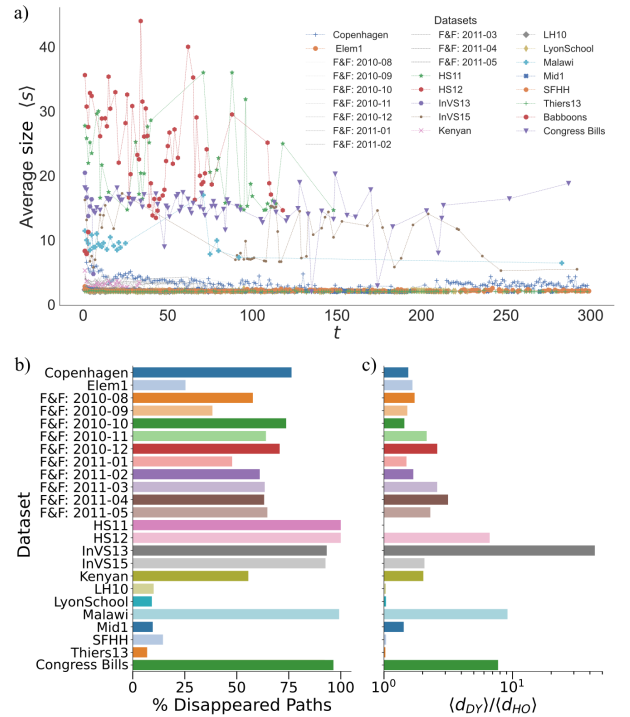 a)
Average size ⟨s⟩
40
30
20
10
0
0
50
100
150
200
250
300
t
Datasets
Copenhagen
Elem1
F&F: 2010-08
F&F: 2010-09
F&F: 2010-10
F&F: 2010-11
F&F: 2010-12
F&F: 2011-01
F&F: 2011-02
F&F: 2011-03
F&F: 2011-04
F&F: 2011-05
HS11
HS12
InVS13
InVS15
Kenyan
LH10
LyonSchool
Malawi
Mid1
SFHH
Thiers13
Babboons
Congress Bills
b)
Dataset
Copenhagen
Elem1
F&F: 2010-08
F&F: 2010-09
F&F: 2010-10
F&F: 2010-11
F&F: 2010-12
F&F: 2011-01
F&F: 2011-02
F&F: 2011-03
F&F: 2011-04
F&F: 2011-05
HS11
HS12
InVS13
InVS15
Kenyan
LH10
LyonSchool
Malawi
Mid1
SFHH
Thiers13
Congress Bills
0
25
50
75
100
% Disappeared Paths
c)
10⁰
10¹
⟨d_DY⟩/⟨d_HO⟩